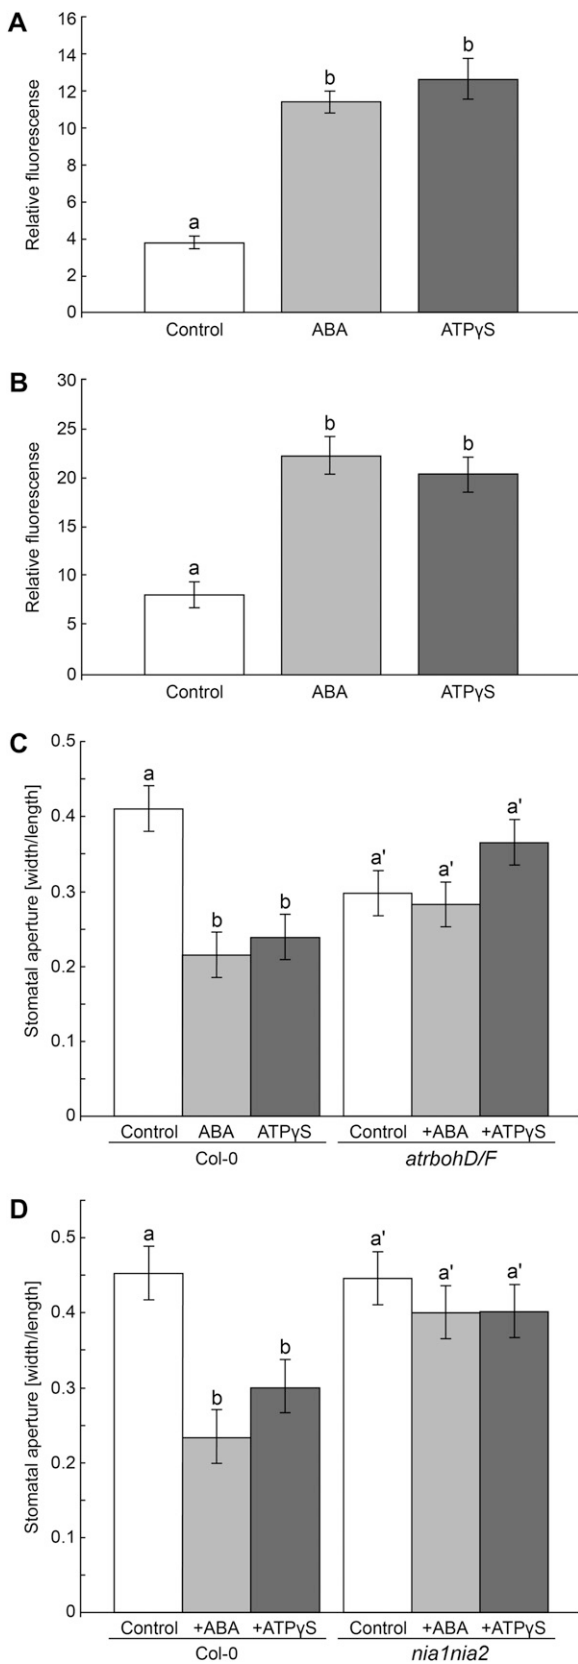 A
Relative fluorescense
16
14
12
10
8
6
4
2
0
a
b
b
Control ABA ATPγS
B
Relative fluorescense
30
25
20
15
10
5
0
a
b
b
Control ABA ATPγS
C
Stomatal aperture [width/length]
0.5
0.4
0.3
0.2
0.1
0
a
b
b
a'
a'
a'
Control ABA ATPγS Control +ABA +ATPγS
Col-0 atrbohD/F
D
Stomatal aperture [width/length]
0.5
0.4
0.3
0.2
0.1
0
a
b
b
a'
a'
a'
Control +ABA +ATPγS Control +ABA +ATPγS
Col-0 nia1nia2